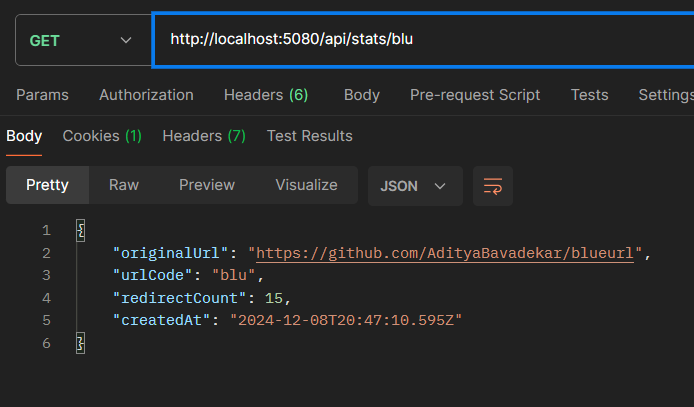 GET http://localhost:5080/api/stats/blu
Params Authorization Headers (6) Body Pre-request Script Tests Settings
Body Cookies (1) Headers (7) Test Results
Pretty Raw Preview Visualize JSON
1 {
2 "originalUrl": "https://github.com/AdityaBavadekar/blueurl",
3 "urlCode": "blu",
4 "redirectCount": 15,
5 "createdAt": "2024-12-08T20:47:10.595Z"
6 }